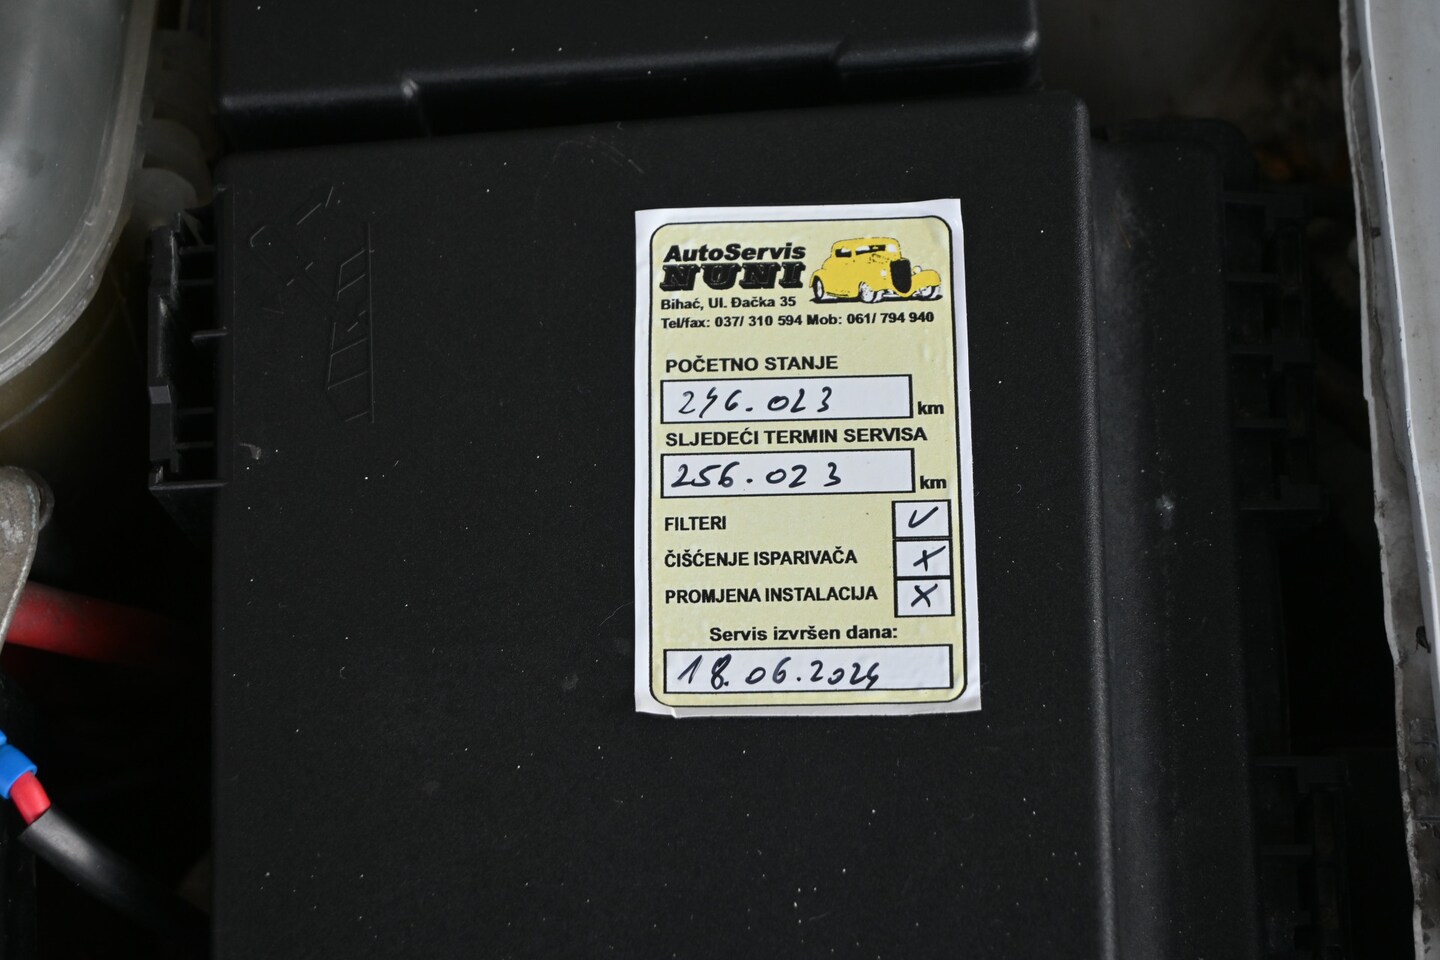 AutoServis
NUNI
Bihać, Ul. Đačka 35
Tel/fax: 037/ 310 594 Mob: 061/ 794 940
POČETNO STANJE
246.023 km
SLJEDEĆI TERMIN SERVISA
256.023 km
FILTERI ✓
ČIŠĆENJE ISPARIVAČA X
PROMJENA INSTALACIJA X
Servis izvršen dana:
18.06.2024